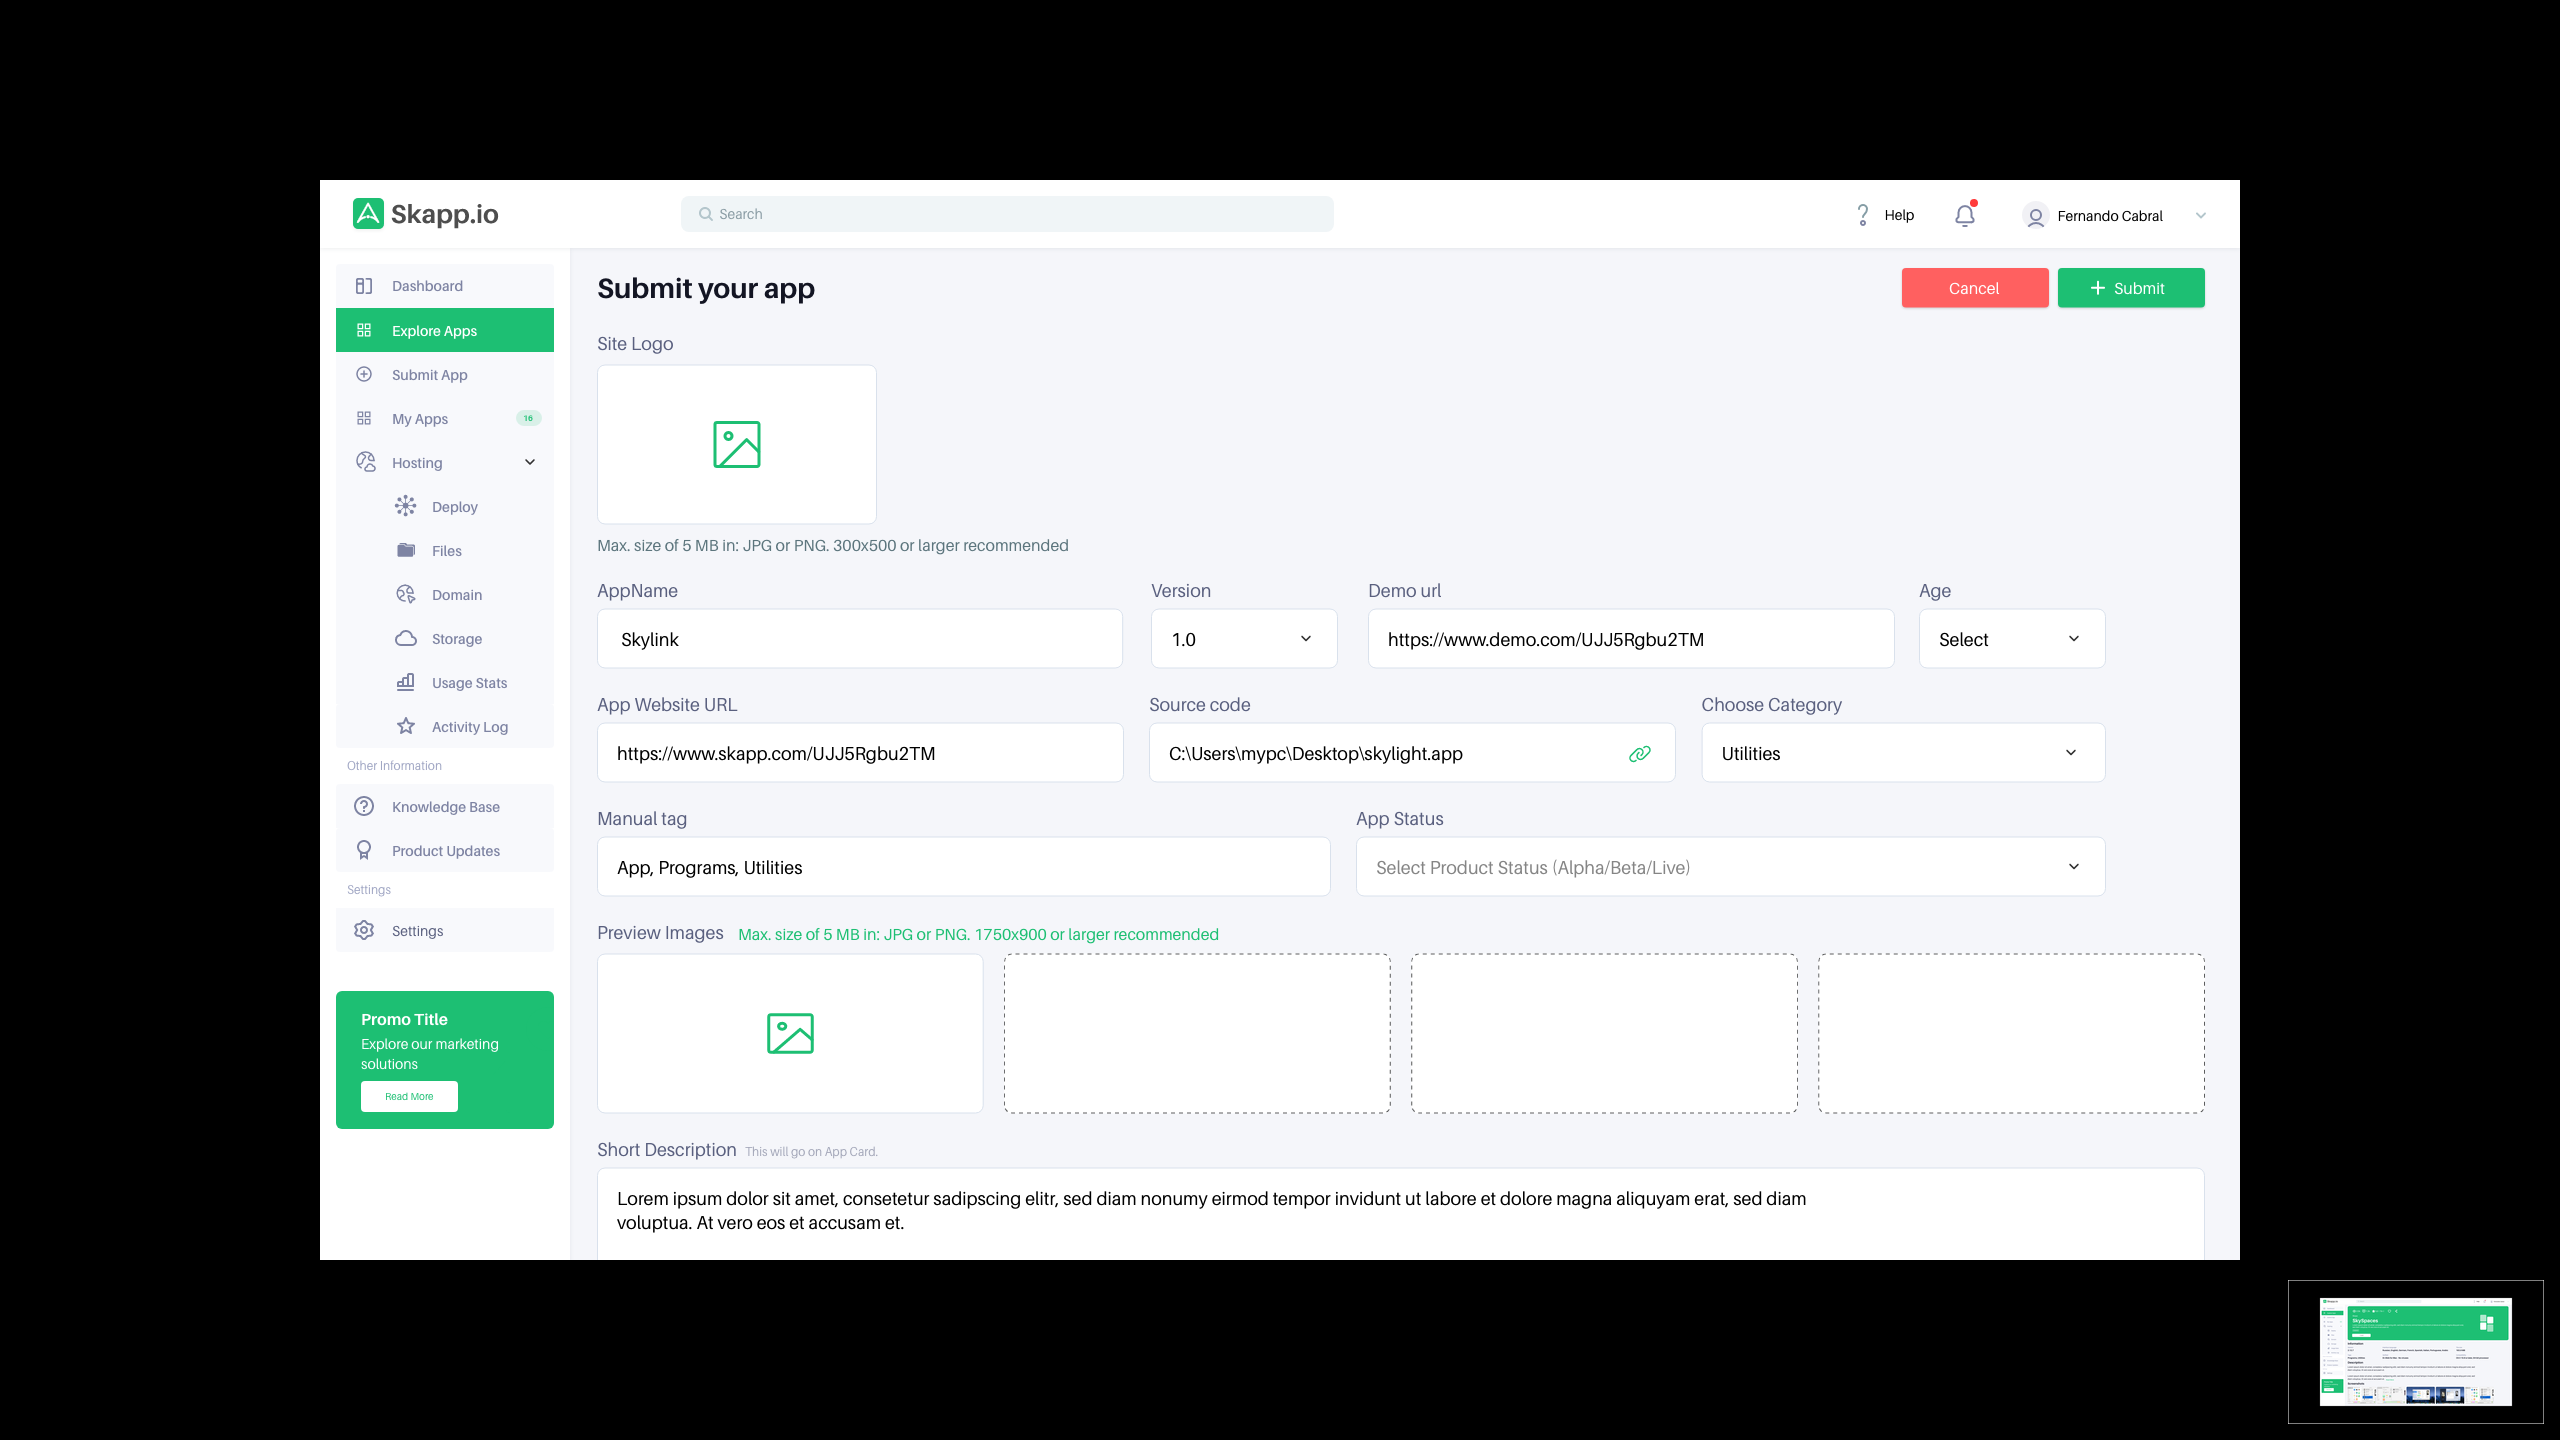 Skapp.io
Search
Help
Fernando Cabral
Dashboard
Explore Apps
Submit App
My Apps 16
Hosting
Deploy
Files
Domain
Storage
Usage Stats
Activity Log
Other Information
Knowledge Base
Product Updates
Settings
Settings
Promo Title
Explore our marketing
solutions
Read More
Submit your app
Cancel
Submit
Site Logo
Max. size of 5 MB in: JPG or PNG. 300x500 or larger recommended
AppName
Skylink
Version
1.0
Demo url
https://www.demo.com/UJJ5Rgbu2TM
Age
Select
App Website URL
https://www.skapp.com/UJJ5Rgbu2TM
Source code
C:\Users\mypc\Desktop\skylight.app
Choose Category
Utilities
Manual tag
App, Programs, Utilities
App Status
Select Product Status (Alpha/Beta/Live)
Preview Images Max. size of 5 MB in: JPG or PNG. 1750x900 or larger recommended
Short Description This will go on App Card.
Lorem ipsum dolor sit amet, consetetur sadipscing elitr, sed diam nonumy eirmod tempor invidunt ut labore et dolore magna aliquyam erat, sed diam
voluptua. At vero eos et accusam et.
SkySpaces